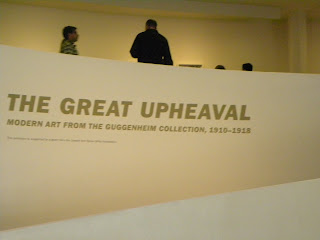 THE GREAT UPHEAVAL
MODERN ART FROM THE GUGGENHEIM COLLECTION, 1910–1918